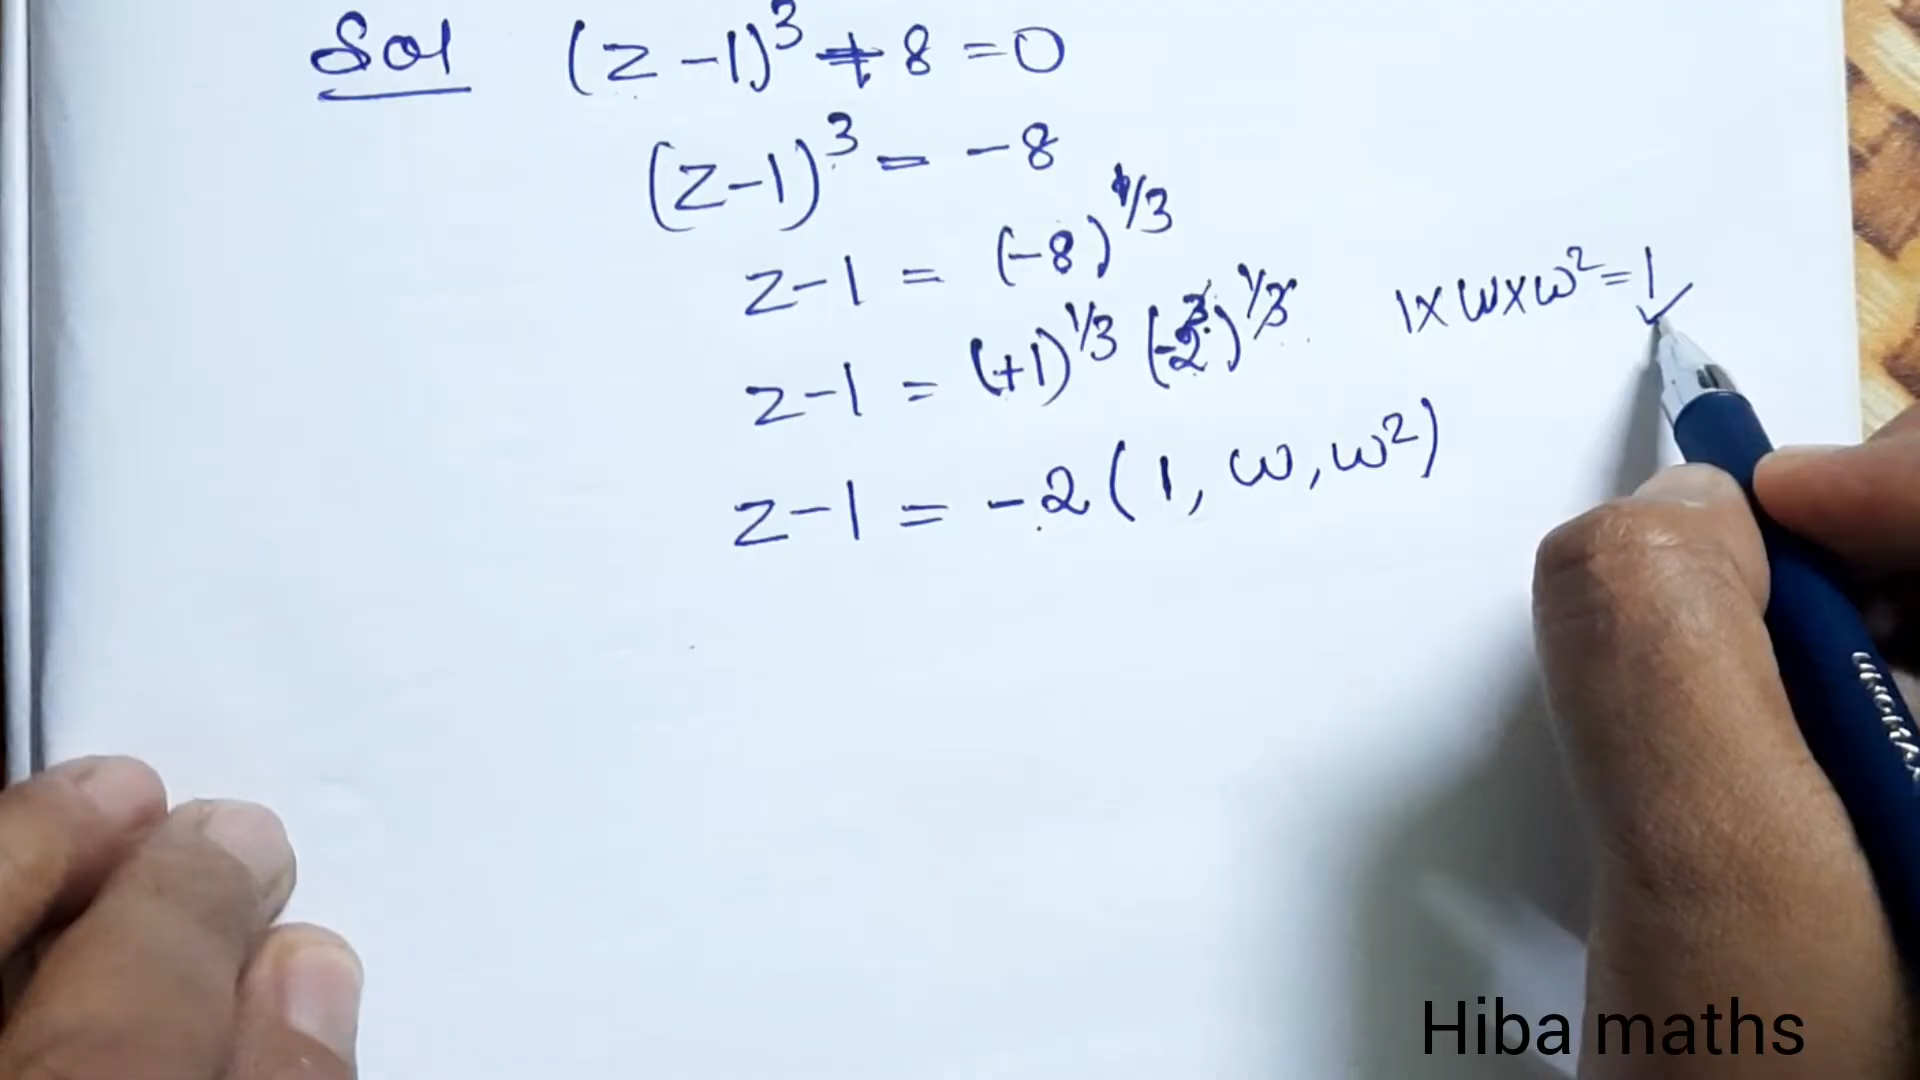 Sol (z-1)³ + 8 = 0
(z-1)³ = -8
z-1 = (-8)^1/3
z-1 = (+1)^1/3 (-2³)^1/3
1×ω×ω² = 1
z-1 = -2(1, ω, ω²)
Hiba maths